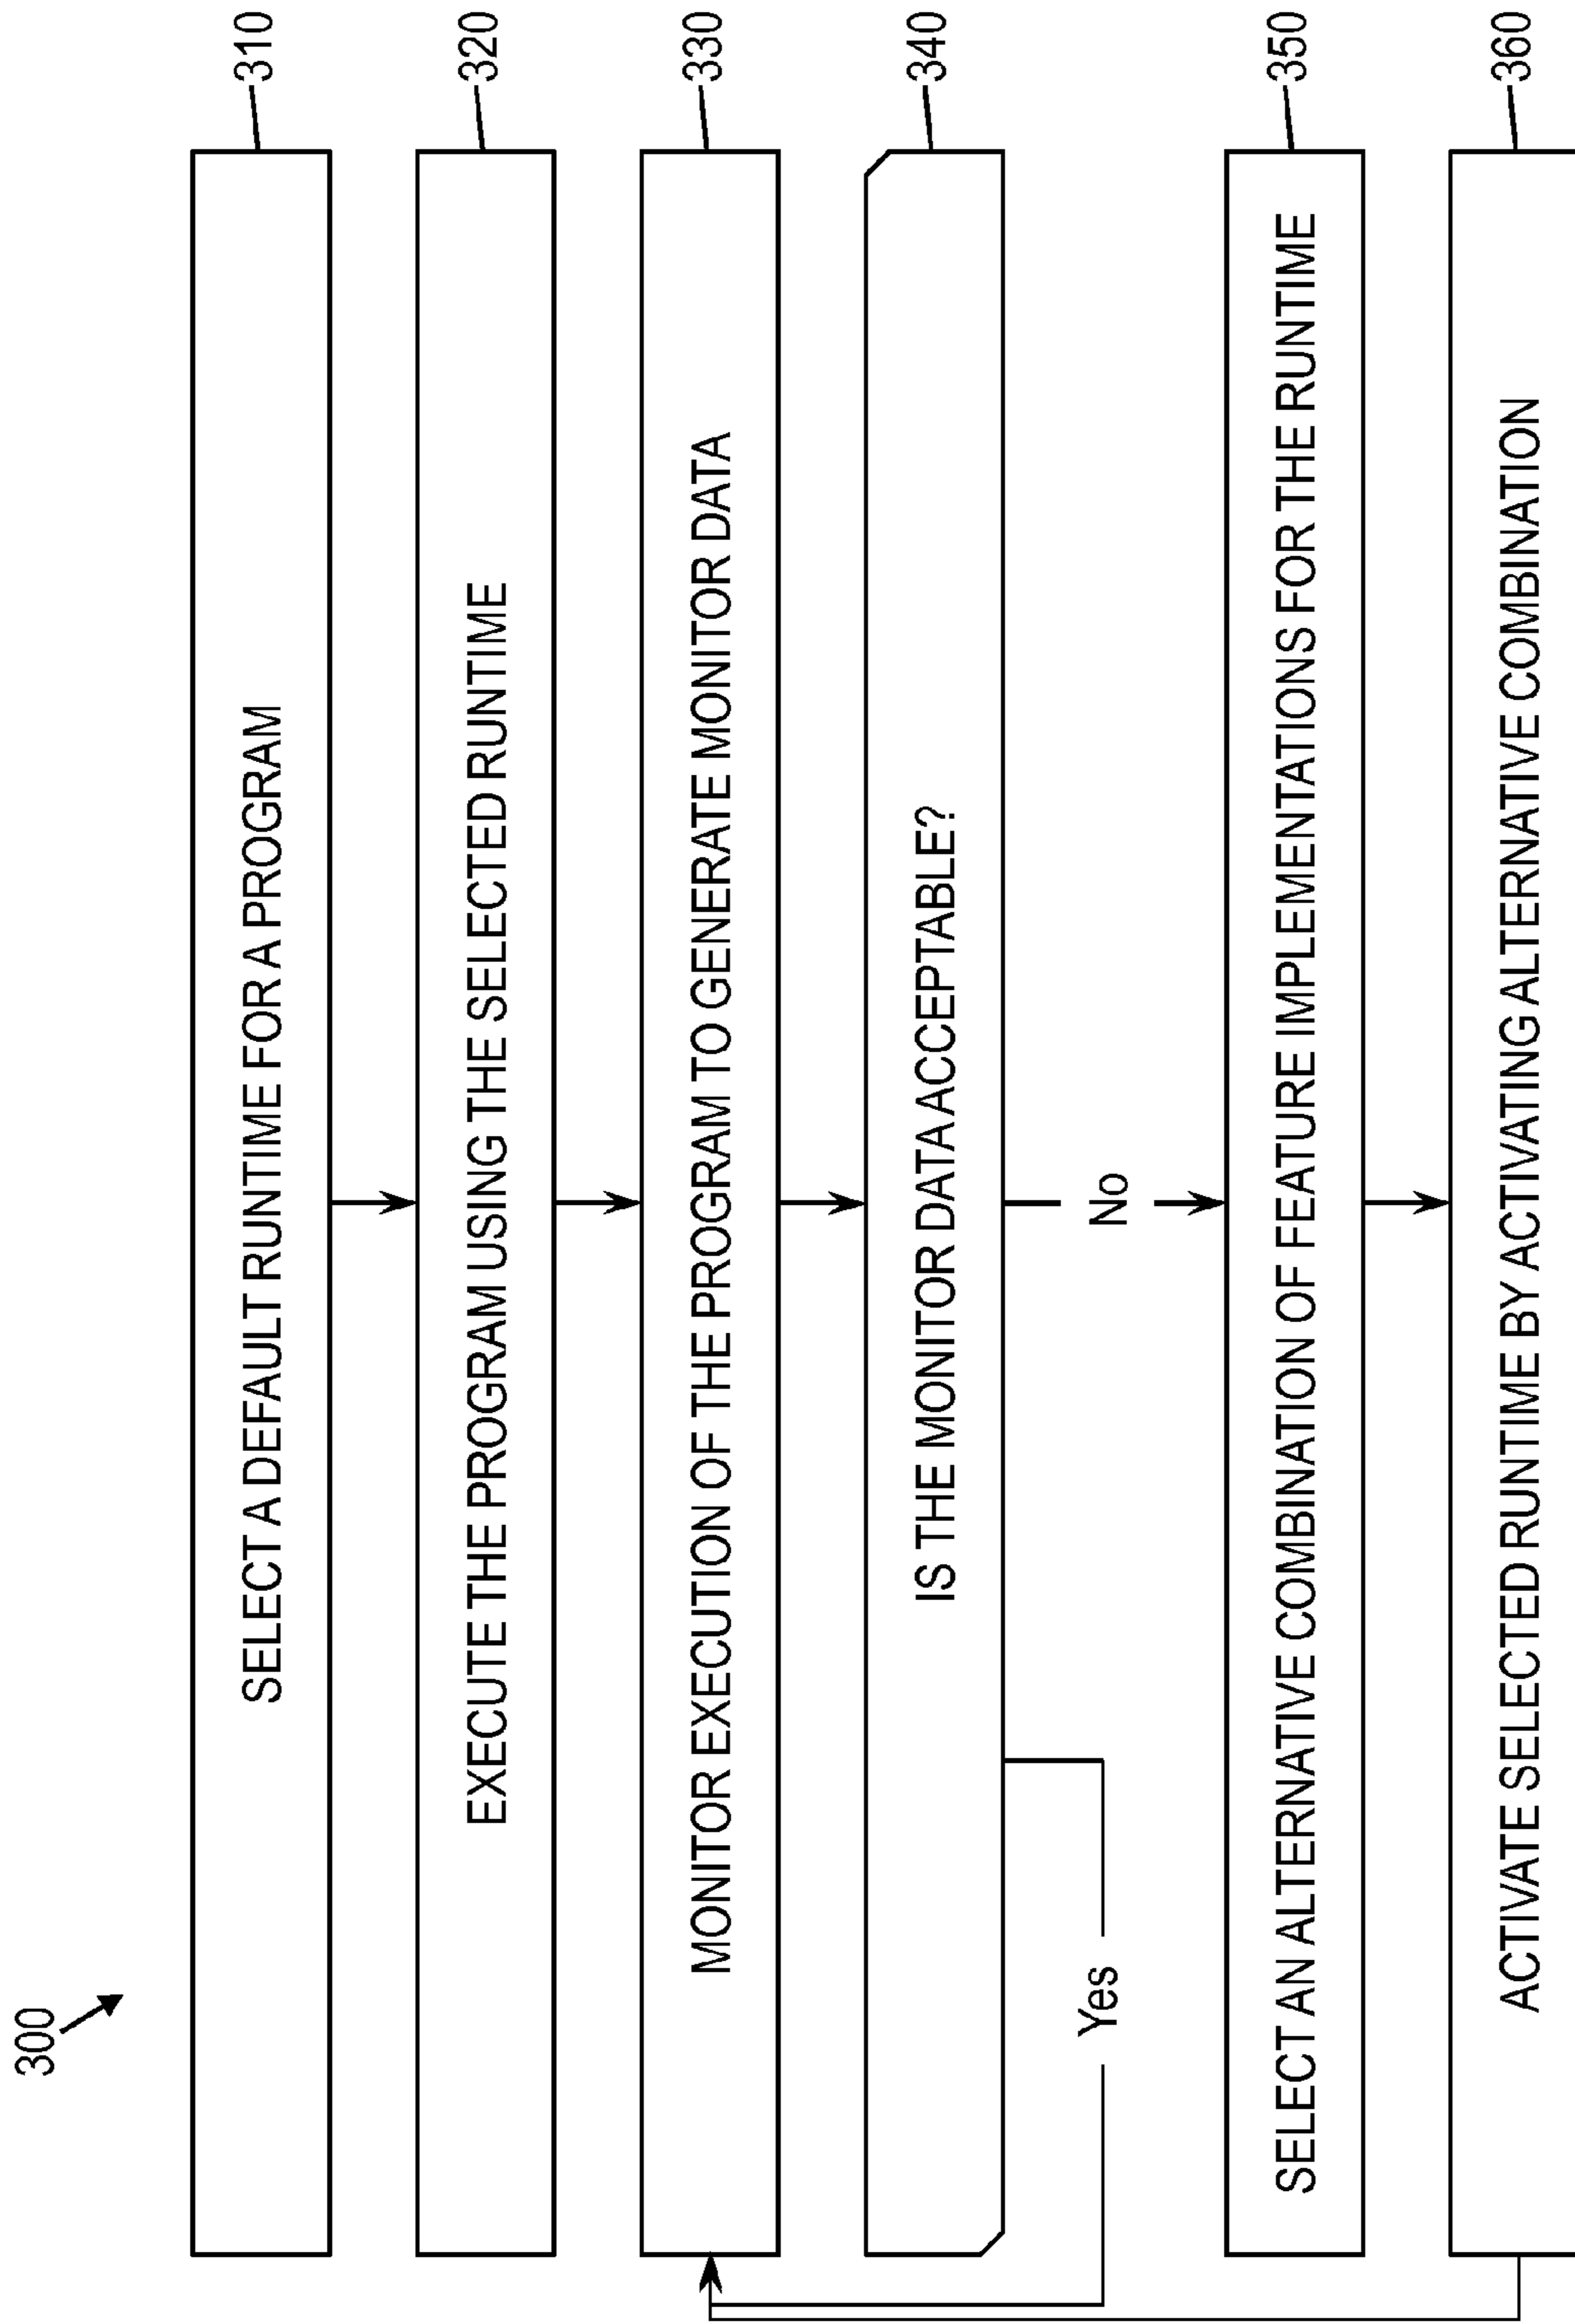 300
SELECT A DEFAULT RUNTIME FOR A PROGRAM
310
EXECUTE THE PROGRAM USING THE SELECTED RUNTIME
320
MONITOR EXECUTION OF THE PROGRAM TO GENERATE MONITOR DATA
330
IS THE MONITOR DATA ACCEPTABLE?
340
Yes
No
SELECT AN ALTERNATIVE COMBINATION OF FEATURE IMPLEMENTATIONS FOR THE RUNTIME
350
ACTIVATE SELECTED RUNTIME BY ACTIVATING ALTERNATIVE COMBINATION
360